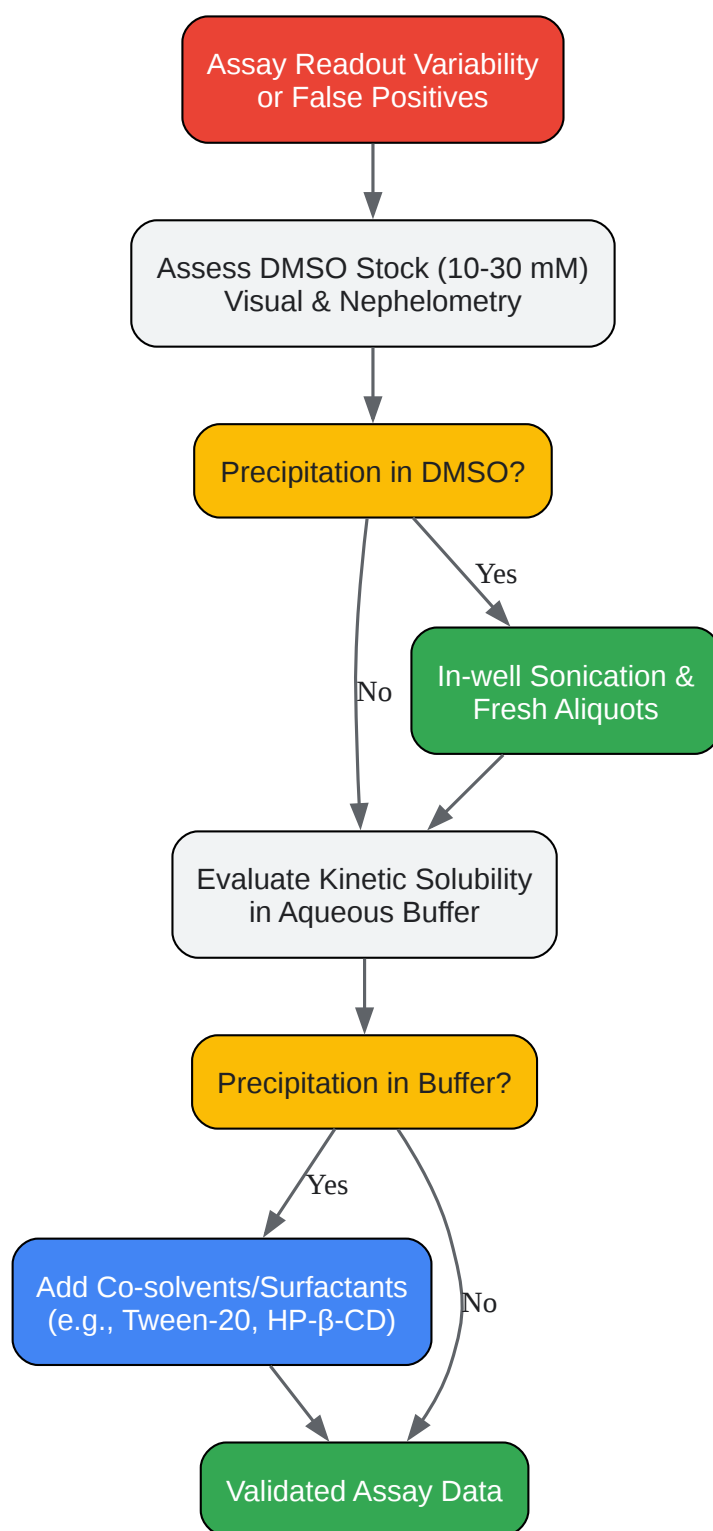 Assay Readout Variability
or False Positives
Assess DMSO Stock (10-30 mM)
Visual & Nephelometry
Precipitation in DMSO?
Yes
No
In-well Sonication &
Fresh Aliquots
Evaluate Kinetic Solubility
in Aqueous Buffer
Precipitation in Buffer?
Yes
No
Add Co-solvents/Surfactants
(e.g., Tween-20, HP-β-CD)
Validated Assay Data